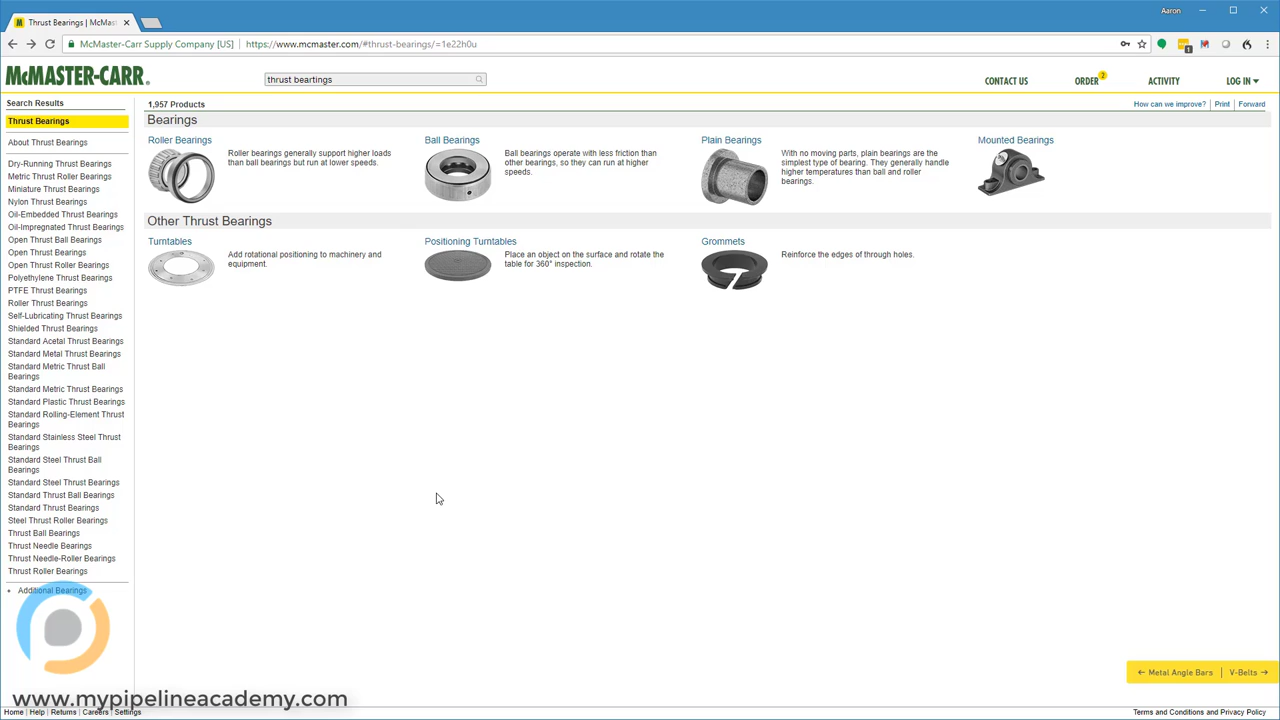 Aaron
Thrust Bearings | McMas
McMaster-Carr Supply Company [US]
https://www.mcmaster.com/#thrust-bearings/=1e22h0u
McMASTER-CARR.
thrust beartings
CONTACT US
ORDER 2
ACTIVITY
LOG IN
Search Results
Thrust Bearings
About Thrust Bearings
Dry-Running Thrust Bearings
Metric Thrust Roller Bearings
Miniature Thrust Bearings
Nylon Thrust Bearings
Oil-Embedded Thrust Bearings
Oil-Impregnated Thrust Bearings
Open Thrust Ball Bearings
Open Thrust Bearings
Open Thrust Roller Bearings
Polyethylene Thrust Bearings
PTFE Thrust Bearings
Roller Thrust Bearings
Self-Lubricating Thrust Bearings
Shielded Thrust Bearings
Standard Acetal Thrust Bearings
Standard Metal Thrust Bearings
Standard Metric Thrust Ball
Bearings
Standard Metric Thrust Bearings
Standard Plastic Thrust Bearings
Standard Rolling-Element Thrust
Bearings
Standard Stainless Steel Thrust
Bearings
Standard Steel Thrust Ball
Bearings
Standard Steel Thrust Bearings
Standard Thrust Ball Bearings
Standard Thrust Bearings
Steel Thrust Roller Bearings
Thrust Ball Bearings
Thrust Needle Bearings
Thrust Needle-Roller Bearings
Thrust Roller Bearings
Additional Bearings
1,957 Products
How can we improve?
Print
Forward
Bearings
Roller Bearings
Roller bearings generally support higher loads
than ball bearings but run at lower speeds.
Ball Bearings
Ball bearings operate with less friction than
other bearings, so they can run at higher
speeds.
Plain Bearings
With no moving parts, plain bearings are the
simplest type of bearing. They generally handle
higher temperatures than ball and roller
bearings.
Mounted Bearings
Other Thrust Bearings
Turntables
Add rotational positioning to machinery and
equipment.
Positioning Turntables
Place an object on the surface and rotate the
table for 360° inspection.
Grommets
Reinforce the edges of through holes.
Metal Angle Bars
V-Belts
www.mypipelineacademy.com
Home
Help
Returns
Careers
Settings
Terms and Conditions and Privacy Policy